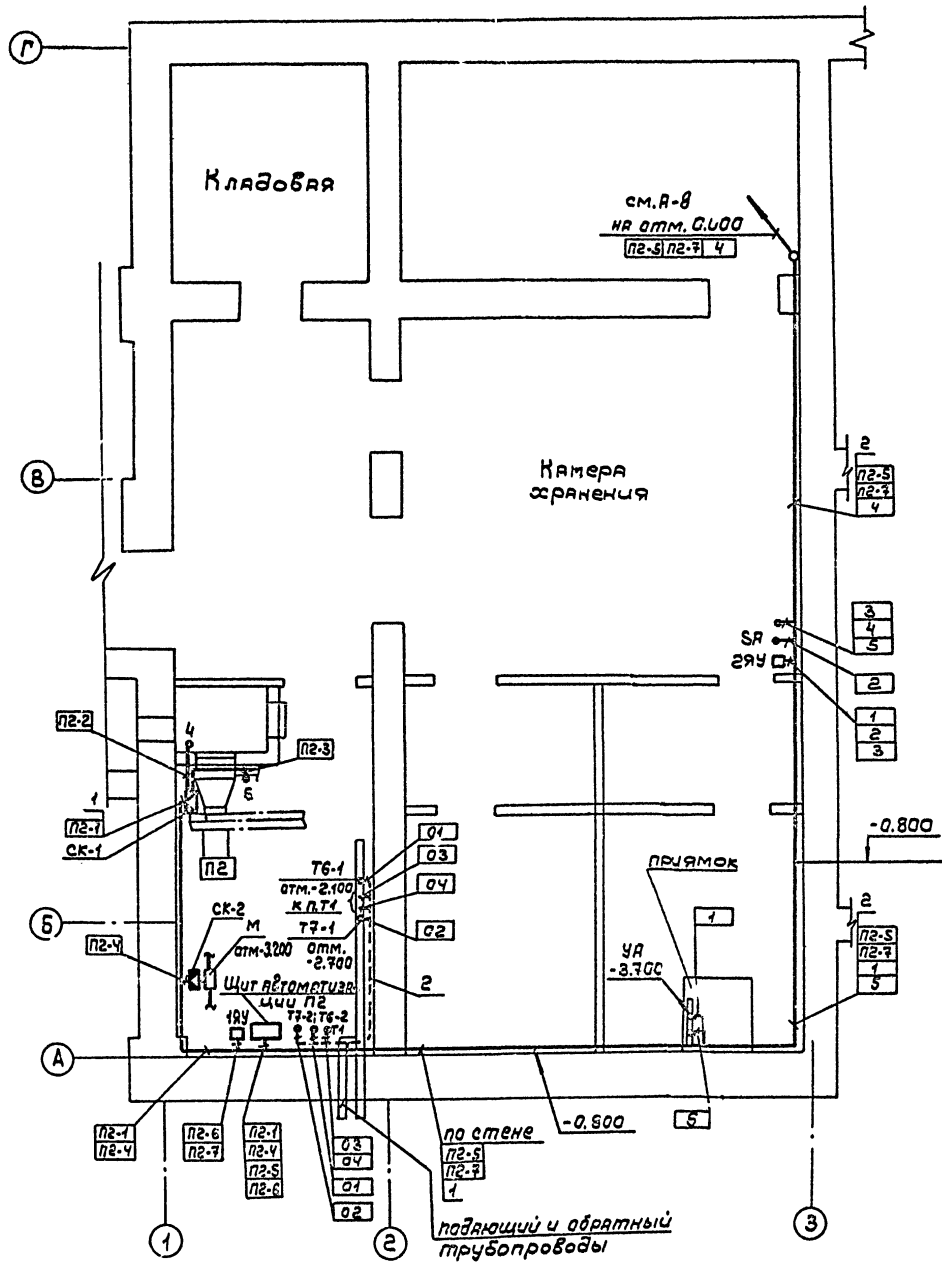 Г
Кладовая
см. А-8
на отм. 0.000
П2-5 П2-7 4
В
Камера
хранения
2
П2-5
П2-7
4
3
4
5
SA
2ЯУ
2
1
2
3
П2-2
4
П2-3
Б
1
П2-1
СК-1
П2
-0.800
Т6-1
отм.-2.100
к п.Т1
Т7-1
отм.
-2.700
01
03
04
02
приямок
1
Б
СК-2
М
отм-3.200
П2-4
УА
-3.700
2
П2-5
П2-7
1
5
Щит автоматиза
ции П2
2
1ЯУ
Т7-2; Т6-2
Т1
А
П2-1
П2-4
П2-6
П2-7
П2-1
П2-4
П2-5
П2-6
03
04
01
02
по стене
П2-5
П2-7
1
-0.800
5
подающий и обратный
трубопроводы
1
2
3